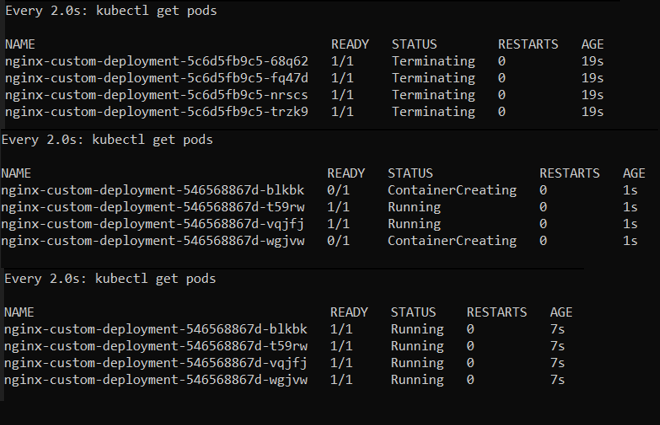 Every 2.0s: kubectl get pods
NAME READY STATUS RESTARTS AGE
nginx-custom-deployment-5c6d5fb9c5-68q62 1/1 Terminating 0 19s
nginx-custom-deployment-5c6d5fb9c5-fq47d 1/1 Terminating 0 19s
nginx-custom-deployment-5c6d5fb9c5-nrscs 1/1 Terminating 0 19s
nginx-custom-deployment-5c6d5fb9c5-trzk9 1/1 Terminating 0 19s
Every 2.0s: kubectl get pods
NAME READY STATUS RESTARTS AGE
nginx-custom-deployment-546568867d-blkbk 0/1 ContainerCreating 0 1s
nginx-custom-deployment-546568867d-t59rw 1/1 Running 0 1s
nginx-custom-deployment-546568867d-vqjfj 1/1 Running 0 1s
nginx-custom-deployment-546568867d-wgjvw 0/1 ContainerCreating 0 1s
Every 2.0s: kubectl get pods
NAME READY STATUS RESTARTS AGE
nginx-custom-deployment-546568867d-blkbk 1/1 Running 0 7s
nginx-custom-deployment-546568867d-t59rw 1/1 Running 0 7s
nginx-custom-deployment-546568867d-vqjfj 1/1 Running 0 7s
nginx-custom-deployment-546568867d-wgjvw 1/1 Running 0 7s